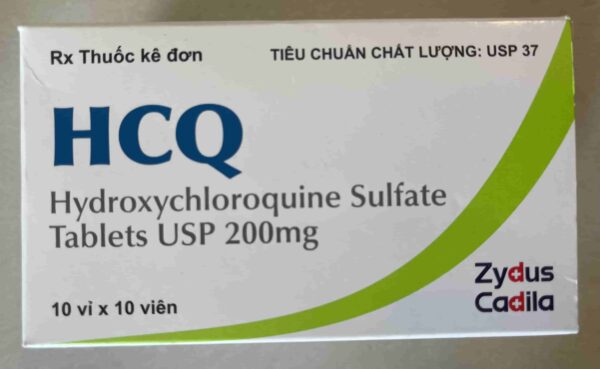 Rx Thuốc kê đơn
TIÊU CHUẨN CHẤT LƯỢNG: USP 37
HCQ
Hydroxychloroquine Sulfate
Tablets USP 200mg
10 vỉ x 10 viên
Zydus
Cadila